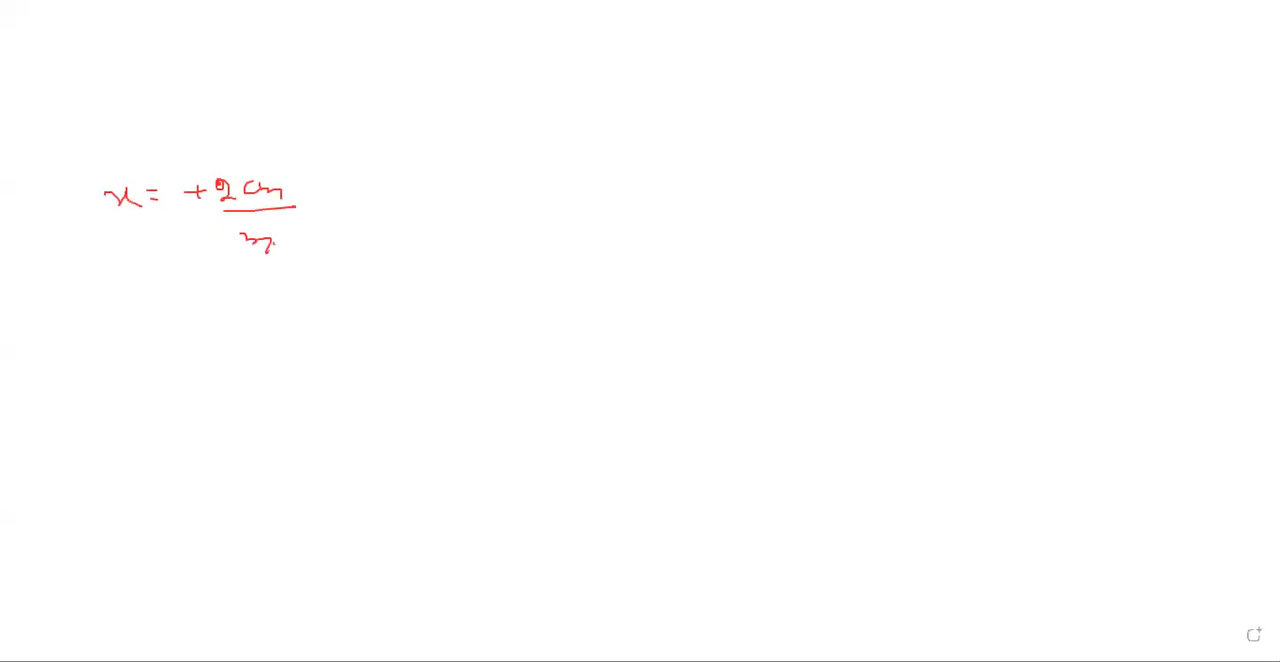 x = +2 cm